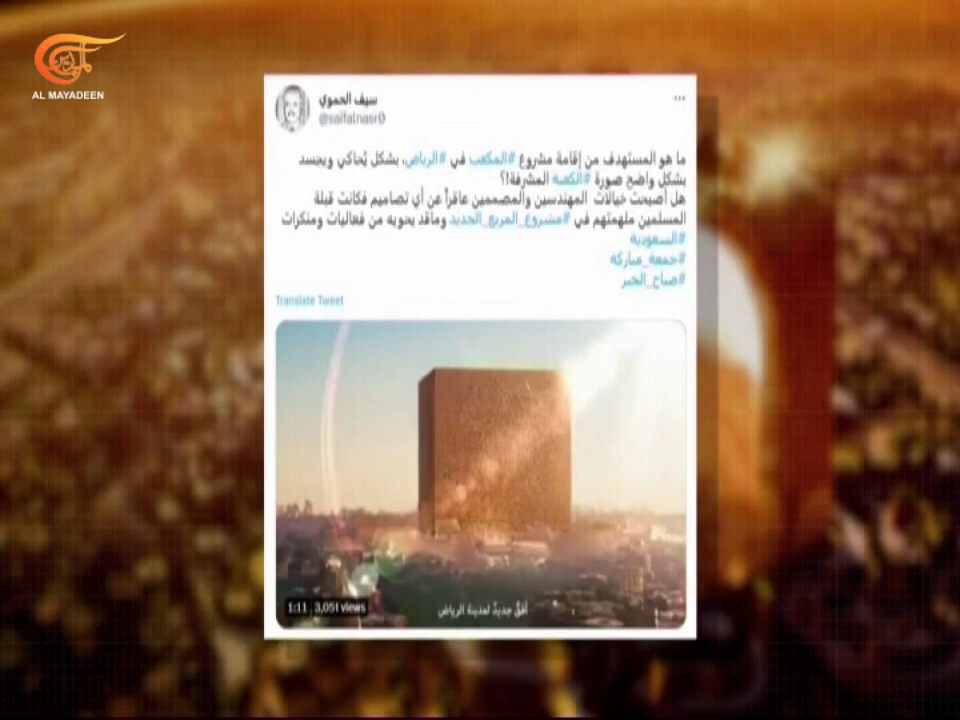 الميادين
AL MAYADEEN
سيف الحموي
@saifalnasr0
ما هو المستهدف من إقامة مشروع #المكعب في #الرياض، بشكل يُحاكي ويجسد
بشكل واضح صورة #الكعبة المشرفة!؟
هل أصبحت خيالات المهندسين والمصممين عاقراً عن أي تصاميم فكانت قبلة
المسلمين ملهمتهم في #مشروع_المربع_الجديد وماقد يحويه من فعاليات ومنكرات
#السعودية
#جمعة_مباركة
#صباح_الخير
Translate Tweet
أفقٌ جديدٌ لمدينة الرياض
1:11 3,051 views